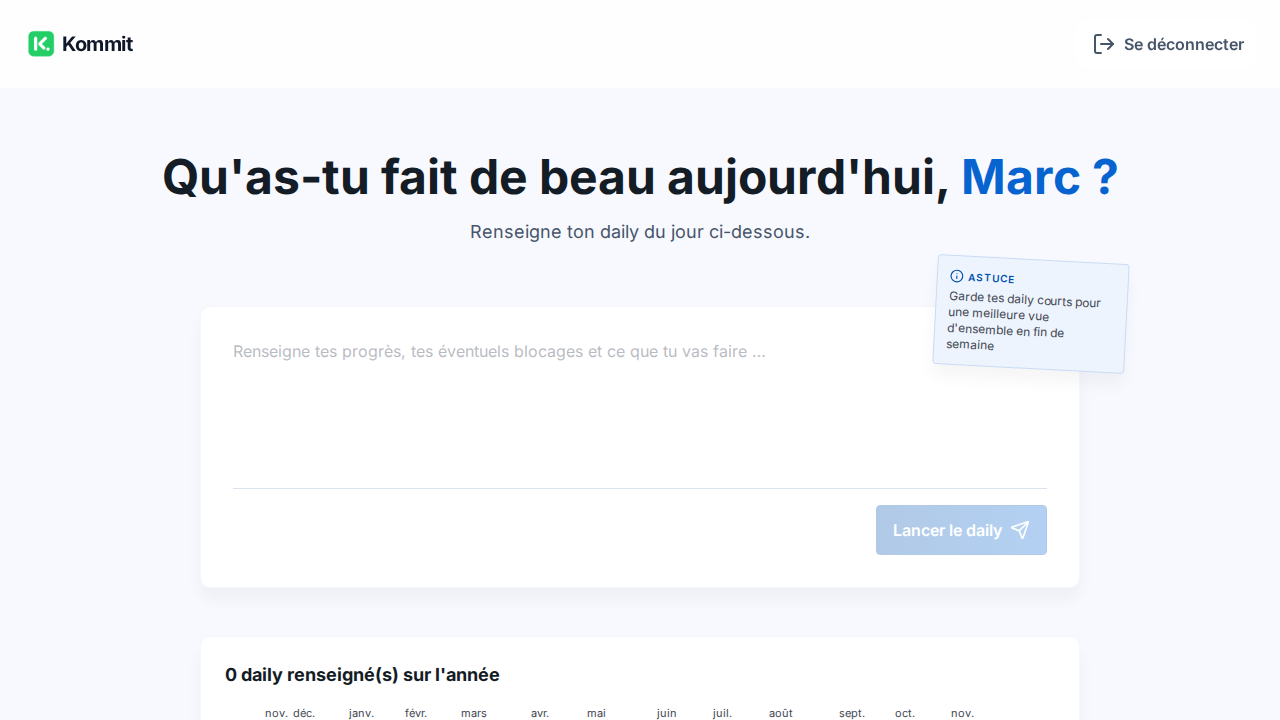 Kommit
Se déconnecter
Qu'as-tu fait de beau aujourd'hui, Marc ?
Renseigne ton daily du jour ci-dessous.
ASTUCE
Garde tes daily courts pour
une meilleure vue
d'ensemble en fin de
semaine
Renseigne tes progrès, tes éventuels blocages et ce que tu vas faire ...
Lancer le daily
0 daily renseigné(s) sur l'année
nov. déc. janv. févr. mars avr. mai juin juil. août sept. oct. nov.